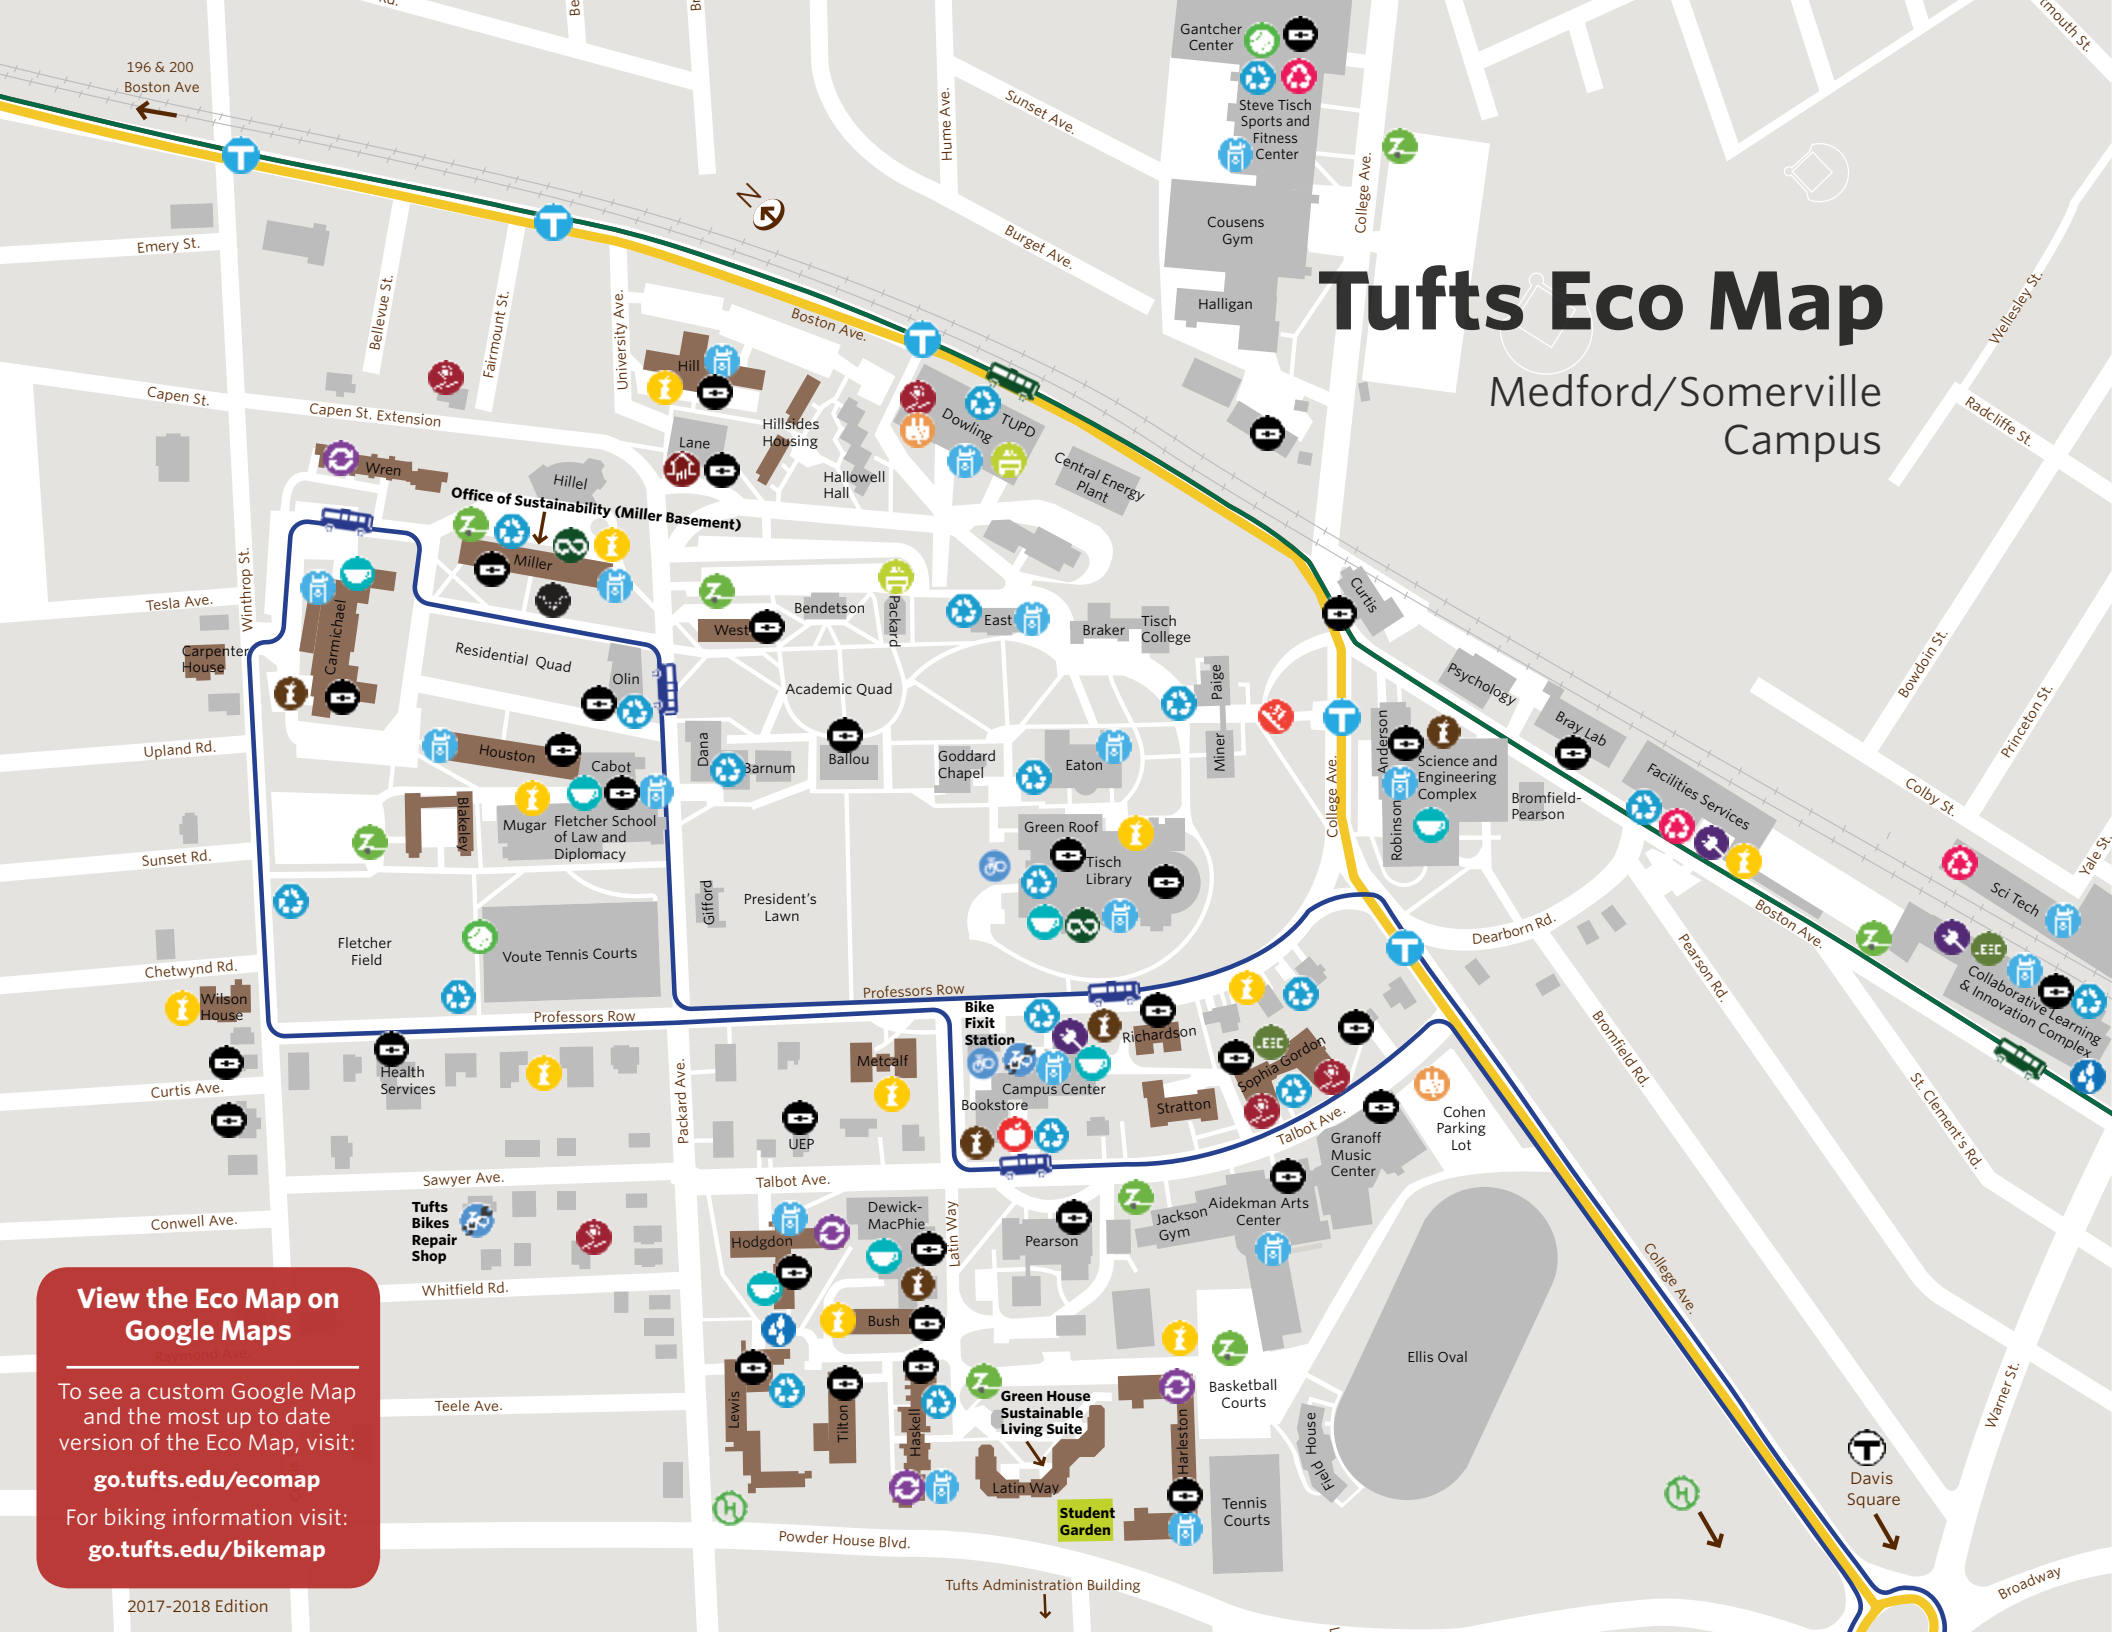 Tufts Eco Map
Medford/Somerville
Campus
196 & 200
Boston Ave
Rd.
Sunset Ave.
Hume Ave.
Burget Ave.
College Ave.
Gantcher
Center
Steve Tisch
Sports and
Fitness
Center
Cousens
Gym
Halligan
N
Emery St.
Bellevue St.
Fairmount St.
University Ave.
Boston Ave.
Capen St.
Capen St. Extension
Wellesley St.
Radcliffe St.
Hill
Lane
Hillsides
Housing
Hallowell
Hall
Dowling
TUPD
Central Energy
Plant
Wren
Hillel
Office of Sustainability (Miller Basement)
Miller
Winthrop St.
Tesla Ave.
Carpenter
House
Carmichael
Residential Quad
Olin
West
Bendetson
Packard
East
Braker
Tisch
College
Curtis
Psychology
Bray Lab
Bowdoin St.
Princeton St.
Academic Quad
Paige
Miner
Anderson
Science and
Engineering
Complex
Robinson
Bromfield-
Pearson
Facilities Services
Colby St.
Yale St.
Upland Rd.
Houston
Cabot
Dana
Barnum
Ballou
Goddard
Chapel
Eaton
College Ave.
Blakeley
Mugar
Fletcher School
of Law and
Diplomacy
Green Roof
Tisch
Library
Sunset Rd.
Gifford
President's
Lawn
Fletcher
Field
Voute Tennis Courts
Sci Tech
Boston Ave.
Dearborn Rd.
Pearson Rd.
Collaborative Learning
& Innovation Complex
Chetwynd Rd.
Wilson
House
Professors Row
Professors Row
Bike
Fixit
Station
Richardson
Campus Center
Bookstore
Sophia Gordon
Stratton
Talbot Ave.
Bromfield Rd.
St. Clement's Rd.
Cohen
Parking
Lot
Granoff
Music
Center
Curtis Ave.
Health
Services
Metcalf
Packard Ave.
UEP
Sawyer Ave.
Talbot Ave.
Conwell Ave.
Tufts
Bikes
Repair
Shop
Dewick-
MacPhie
Hodgdon
Latin Way
Pearson
Jackson
Gym
Aidekman Arts
Center
College Ave.
Whitfield Rd.
Bush
Ellis Oval
Raymond Ave.
Teele Ave.
Lewis
Tilton
Haskell
Green House
Sustainable
Living Suite
Latin Way
Harleston
Basketball
Courts
Field House
Warner St.
Student
Garden
Tennis
Courts
Davis
Square
Powder House Blvd.
Tufts Administration Building
Broadway
View the Eco Map on
Google Maps
To see a custom Google Map
and the most up to date
version of the Eco Map, visit:
go.tufts.edu/ecomap
For biking information visit:
go.tufts.edu/bikemap
2017-2018 Edition